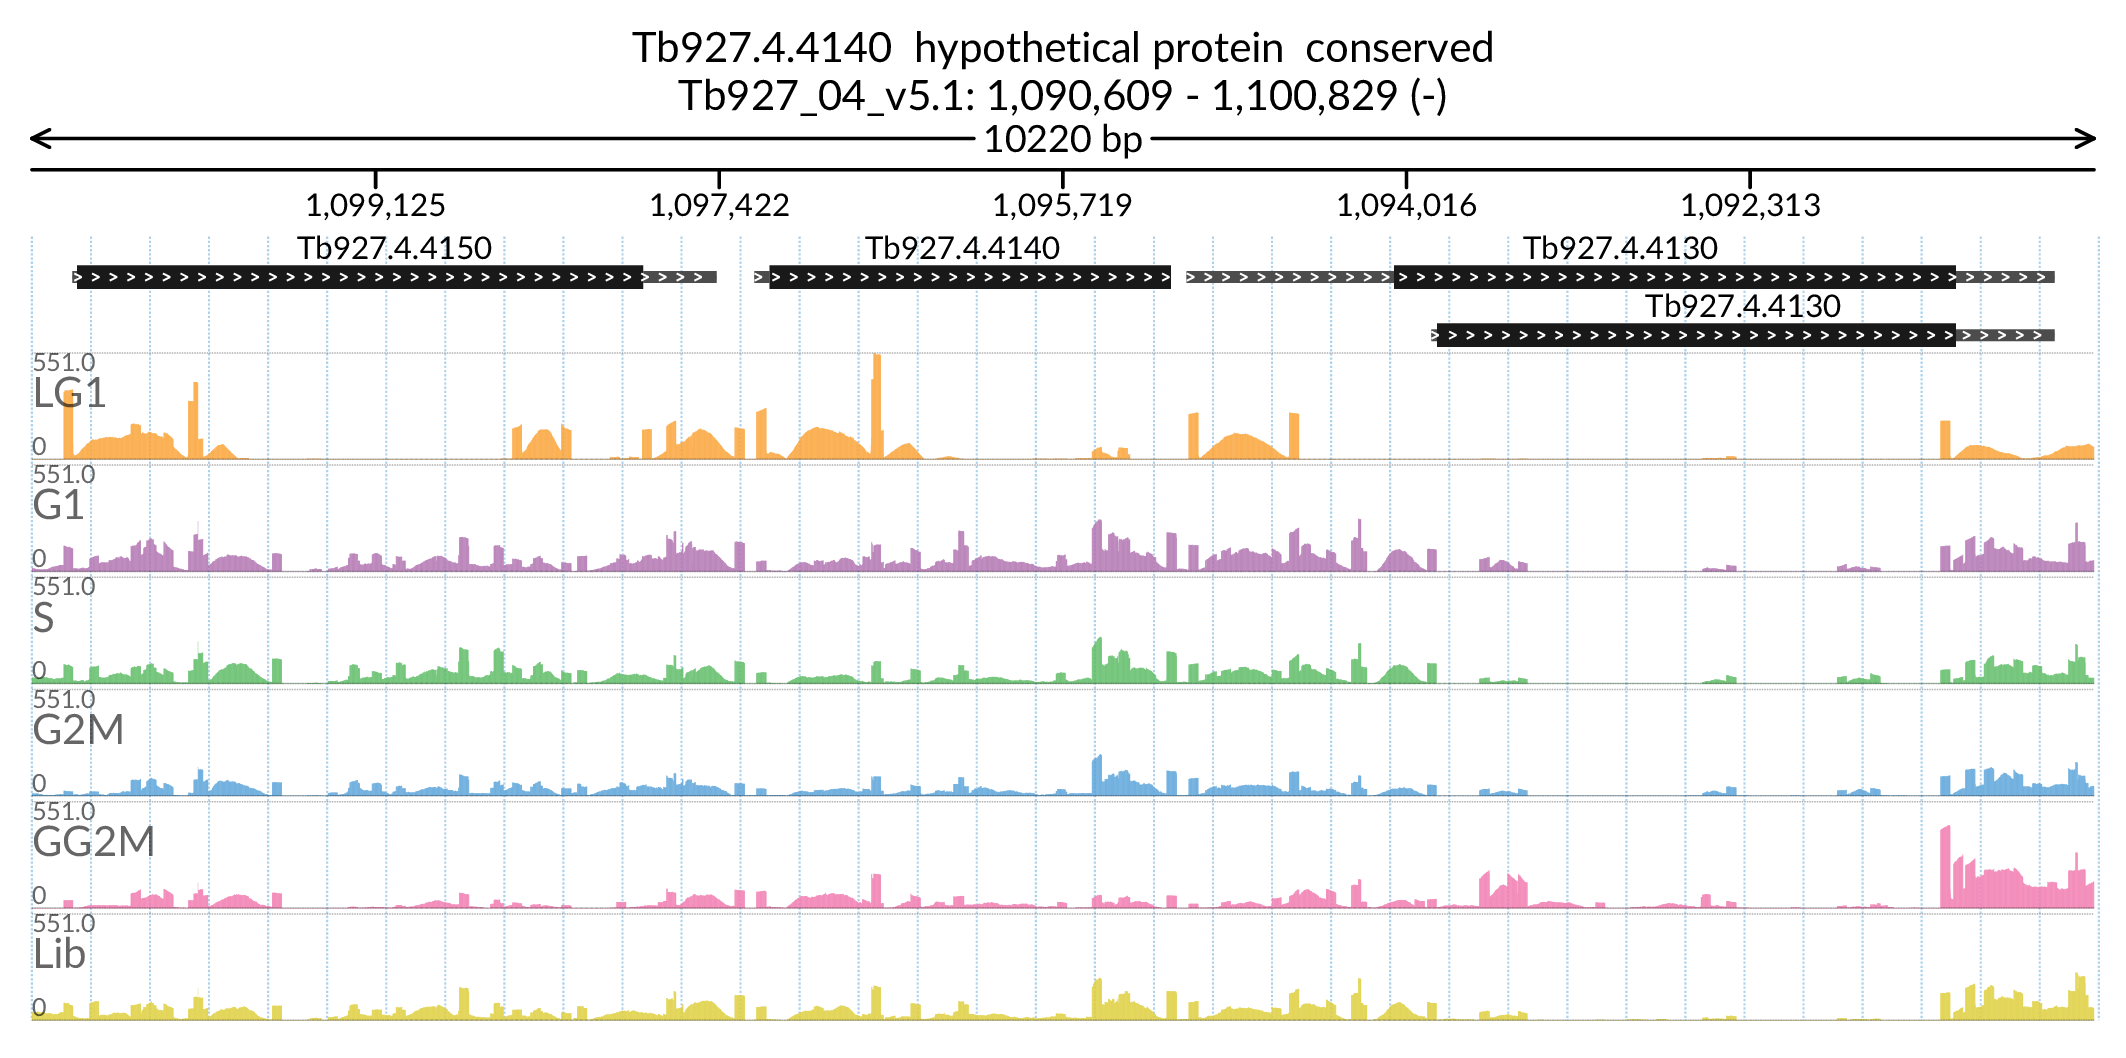 Tb927.4.4140  hypothetical protein  conserved
Tb927_04_v5.1: 1,090,609 - 1,100,829 (-)
10220 bp
1,099,125 1,097,422 1,095,719 1,094,016 1,092,313
Tb927.4.4150 Tb927.4.4140 Tb927.4.4130
Tb927.4.4130
551.0
LG1
0
551.0
G1
0
551.0
S
0
551.0
G2M
0
551.0
GG2M
0
551.0
Lib
0